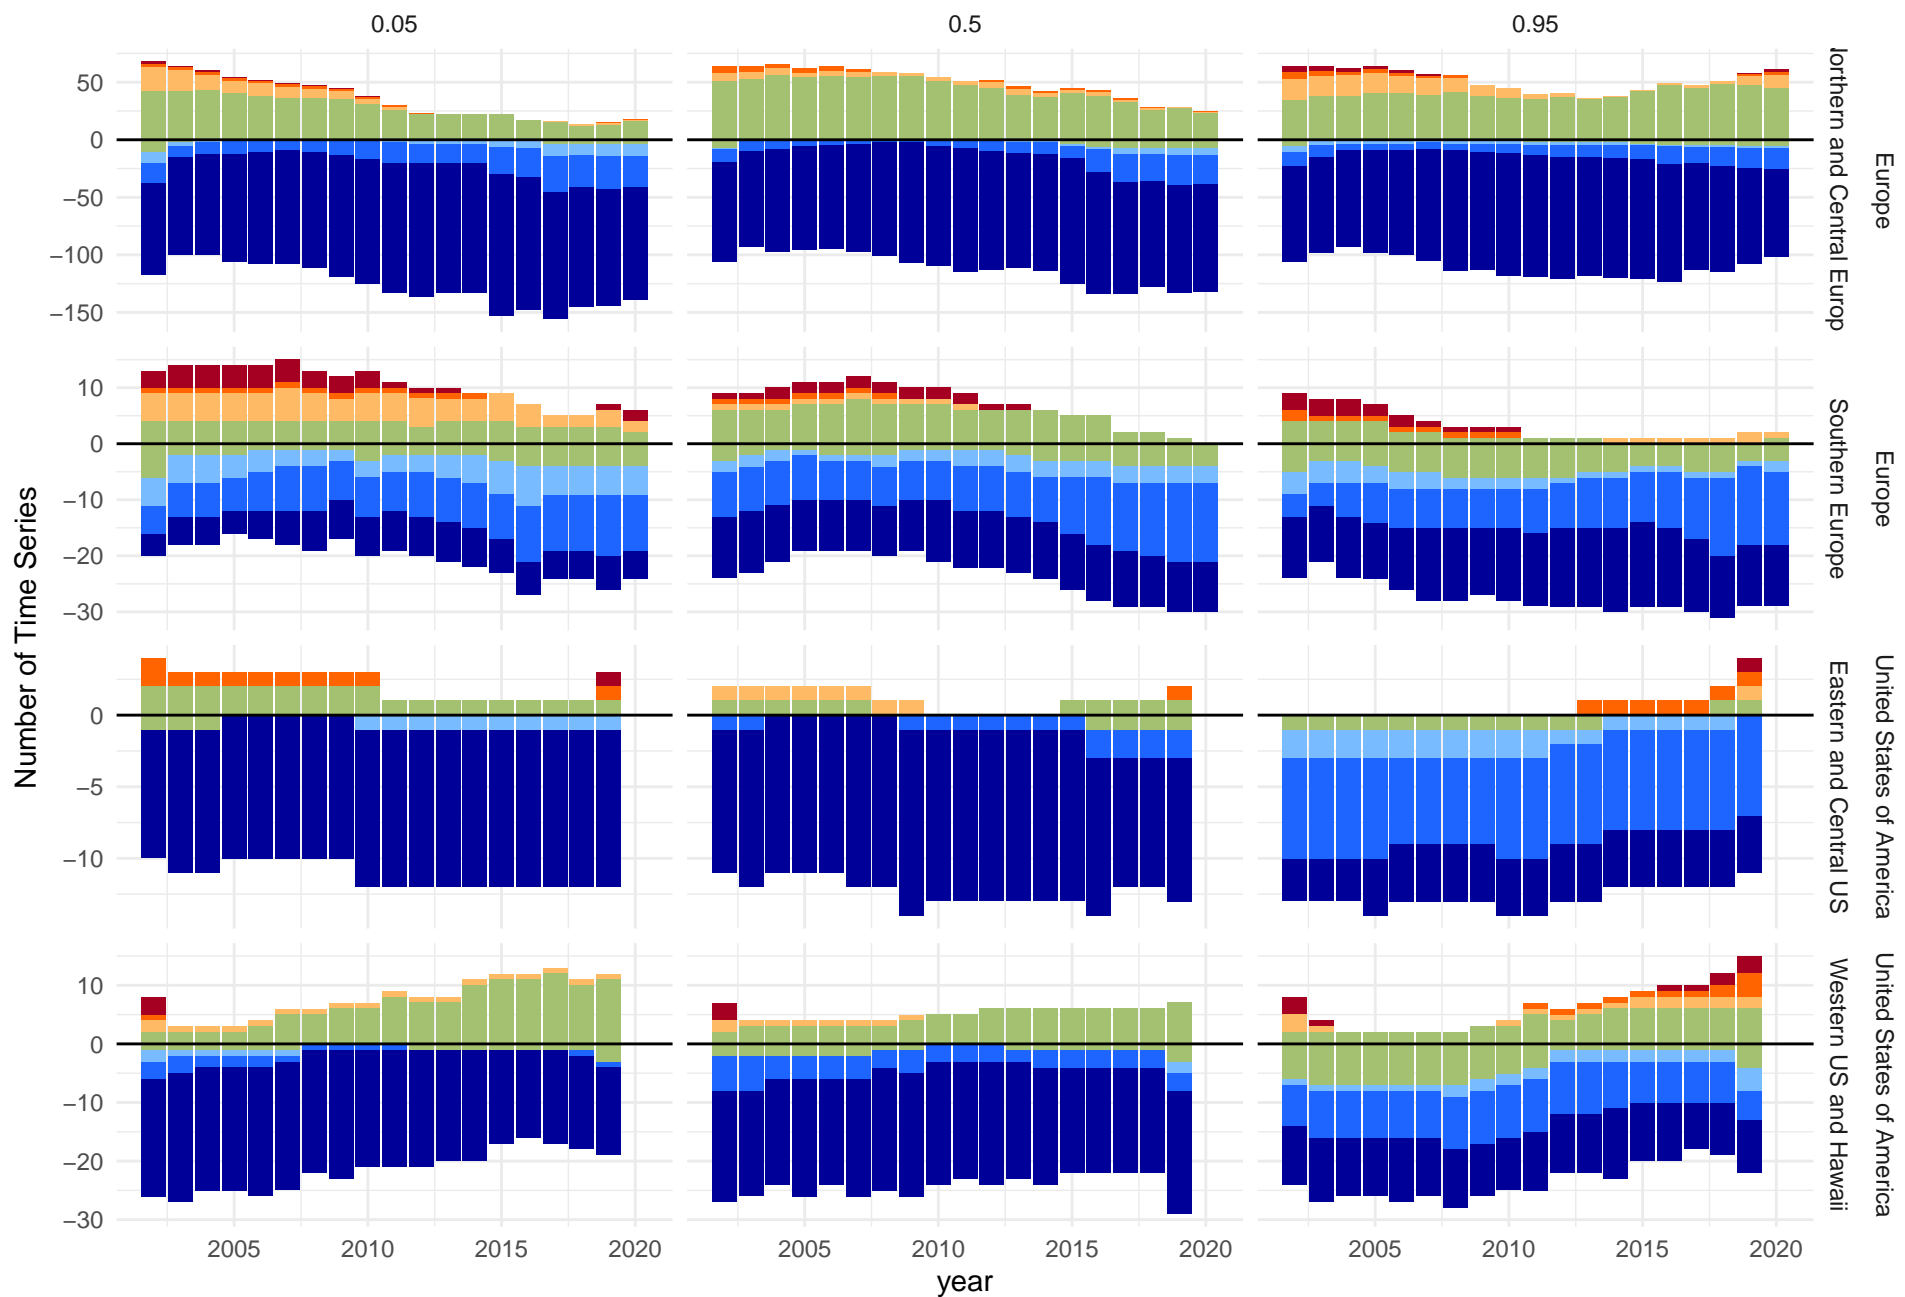 0.05 0.5 0.95
50
0
−50
−100
−150
Northern and Central Europ
Europe
10
0
−10
−20
−30
Southern Europe
Europe
0
−5
−10
Eastern and Central US
United States of America
10
0
−10
−20
−30
Western US and Hawaii
United States of America
Number of Time Series
2005 2010 2015 2020 2005 2010 2015 2020 2005 2010 2015 2020
year